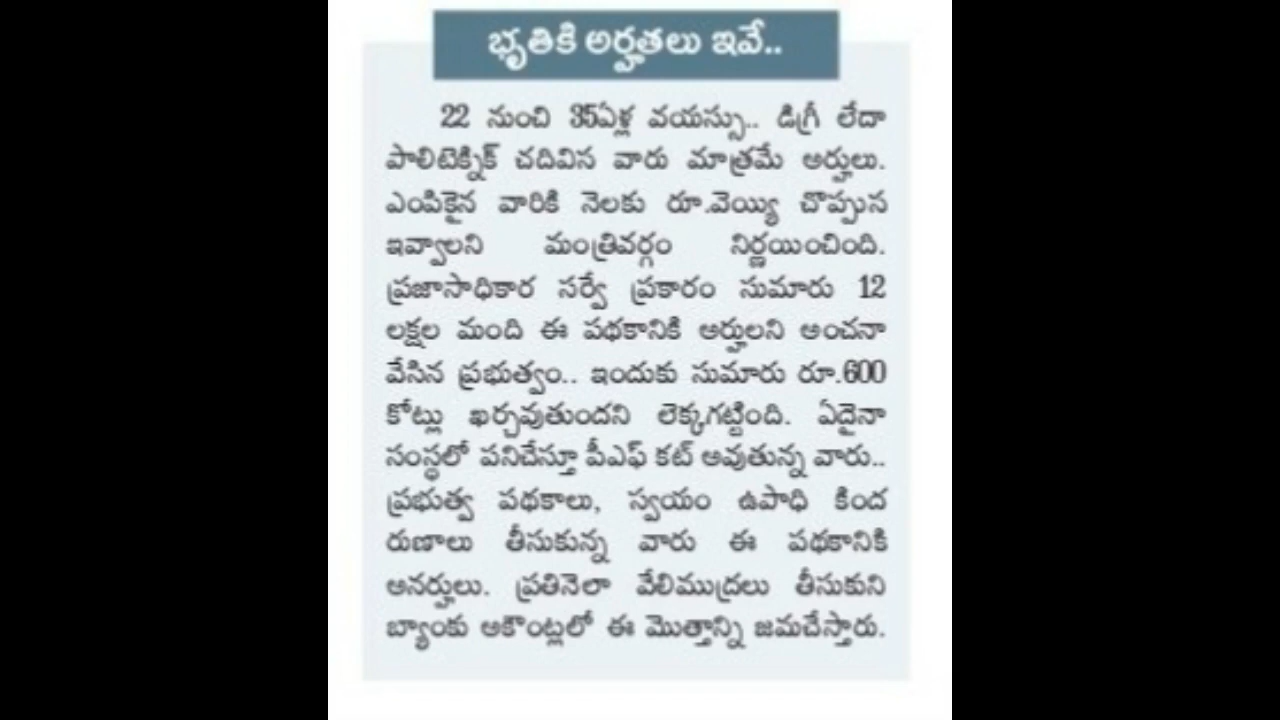 భృతికి అర్హతలు ఇవే..
22 నుంచి 35ఏళ్ల వయస్సు.. డిగ్రీ లేదా
పాలిటెక్నిక్ చదివిన వారు మాత్రమే అర్హులు.
ఎంపికైన వారికి నెలకు రూ.వెయ్యి చొప్పున
ఇవ్వాలని మంత్రివర్గం నిర్ణయించింది.
ప్రజాసాధికార సర్వే ప్రకారం సుమారు 12
లక్షల మంది ఈ పథకానికి అర్హులని అంచనా
వేసిన ప్రభుత్వం.. ఇందుకు సుమారు రూ.600
కోట్లు ఖర్చవుతుందని లెక్కగట్టింది. ఏదైనా
సంస్థలో పనిచేస్తూ పీఎఫ్ కట్ అవుతున్న వారు..
ప్రభుత్వ పథకాలు, స్వయం ఉపాధి కింద
రుణాలు తీసుకున్న వారు ఈ పథకానికి
అనర్హులు. ప్రతినెలా వేలిముద్రలు తీసుకుని
బ్యాంకు అకౌంట్లలో ఈ మొత్తాన్ని జమచేస్తారు.